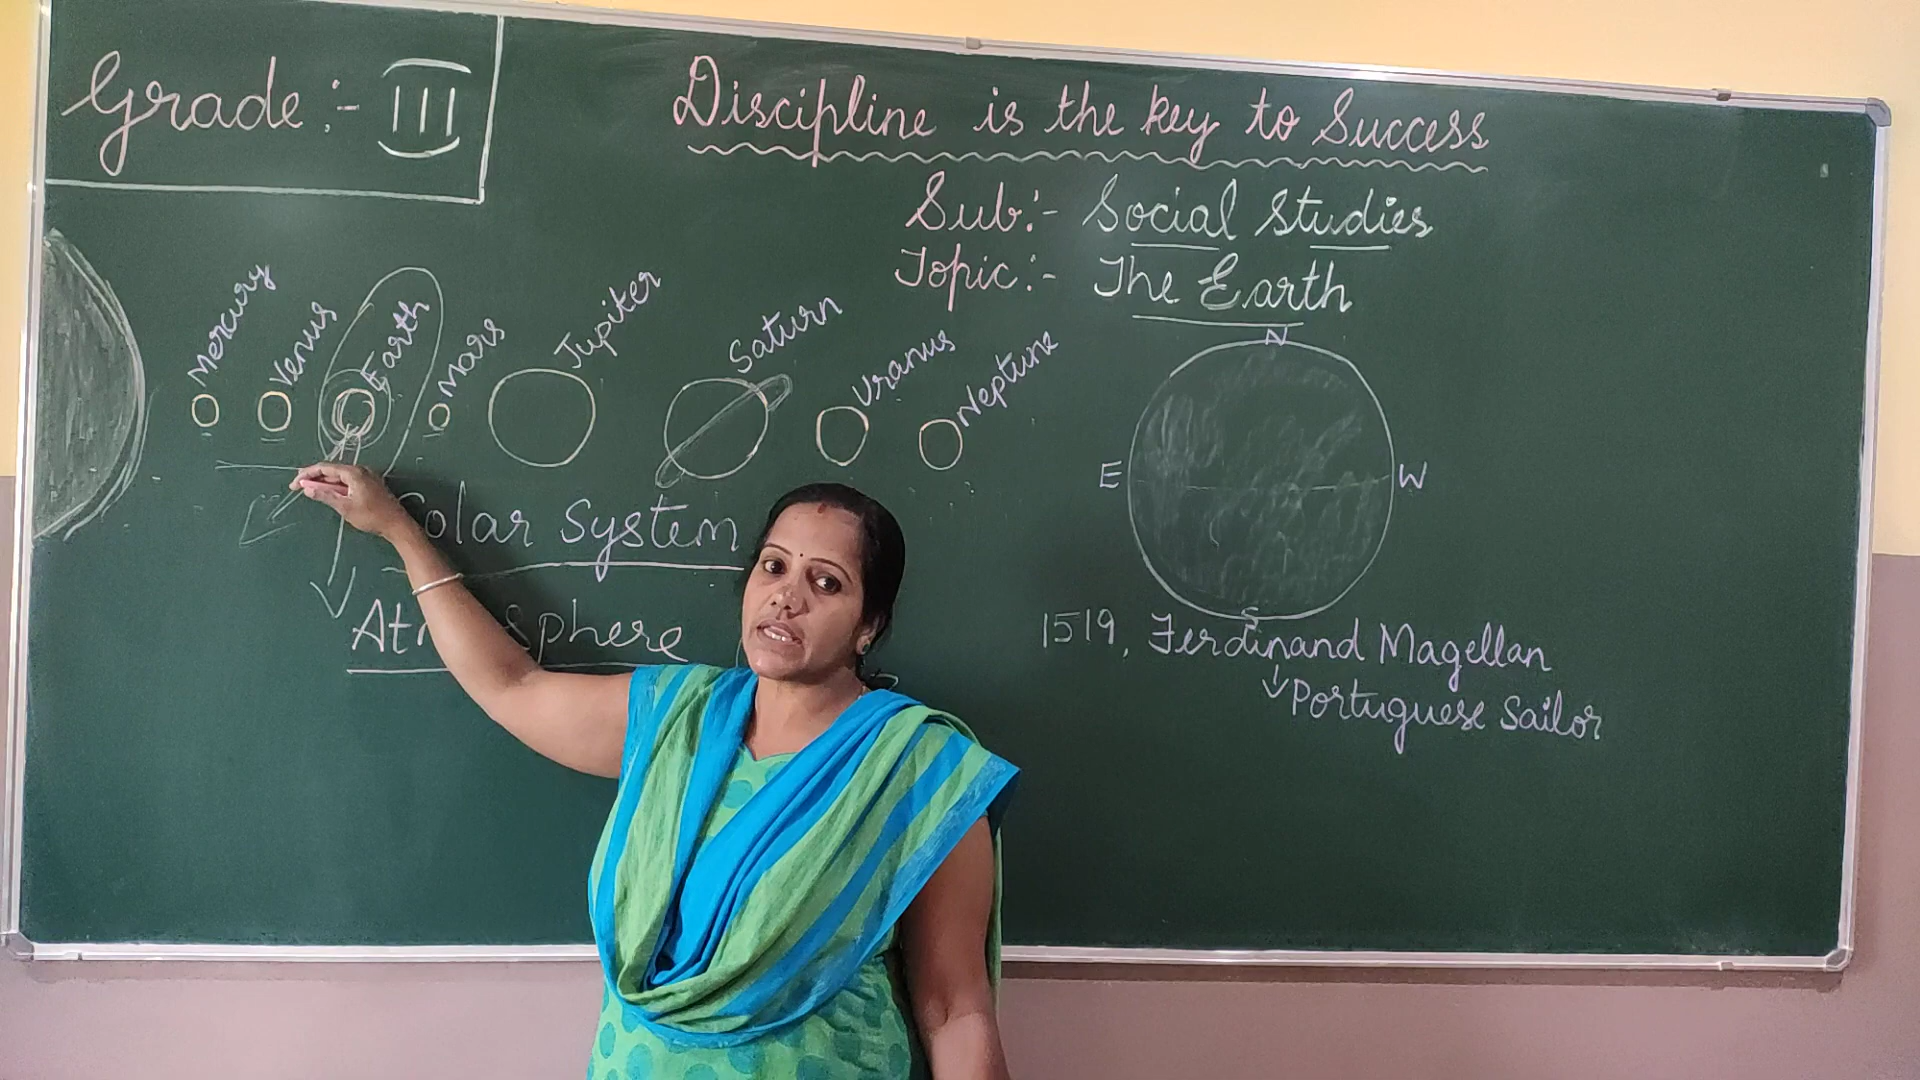 Grade :- III
Discipline is the key to Success
Sub:- Social Studies
Topic:- The Earth
Mercury
Venus
Earth
Mars
Jupiter
Saturn
Uranus
Neptune
N
E
W
S
Solar System
1519, Ferdinand Magellan
Portuguese Sailor